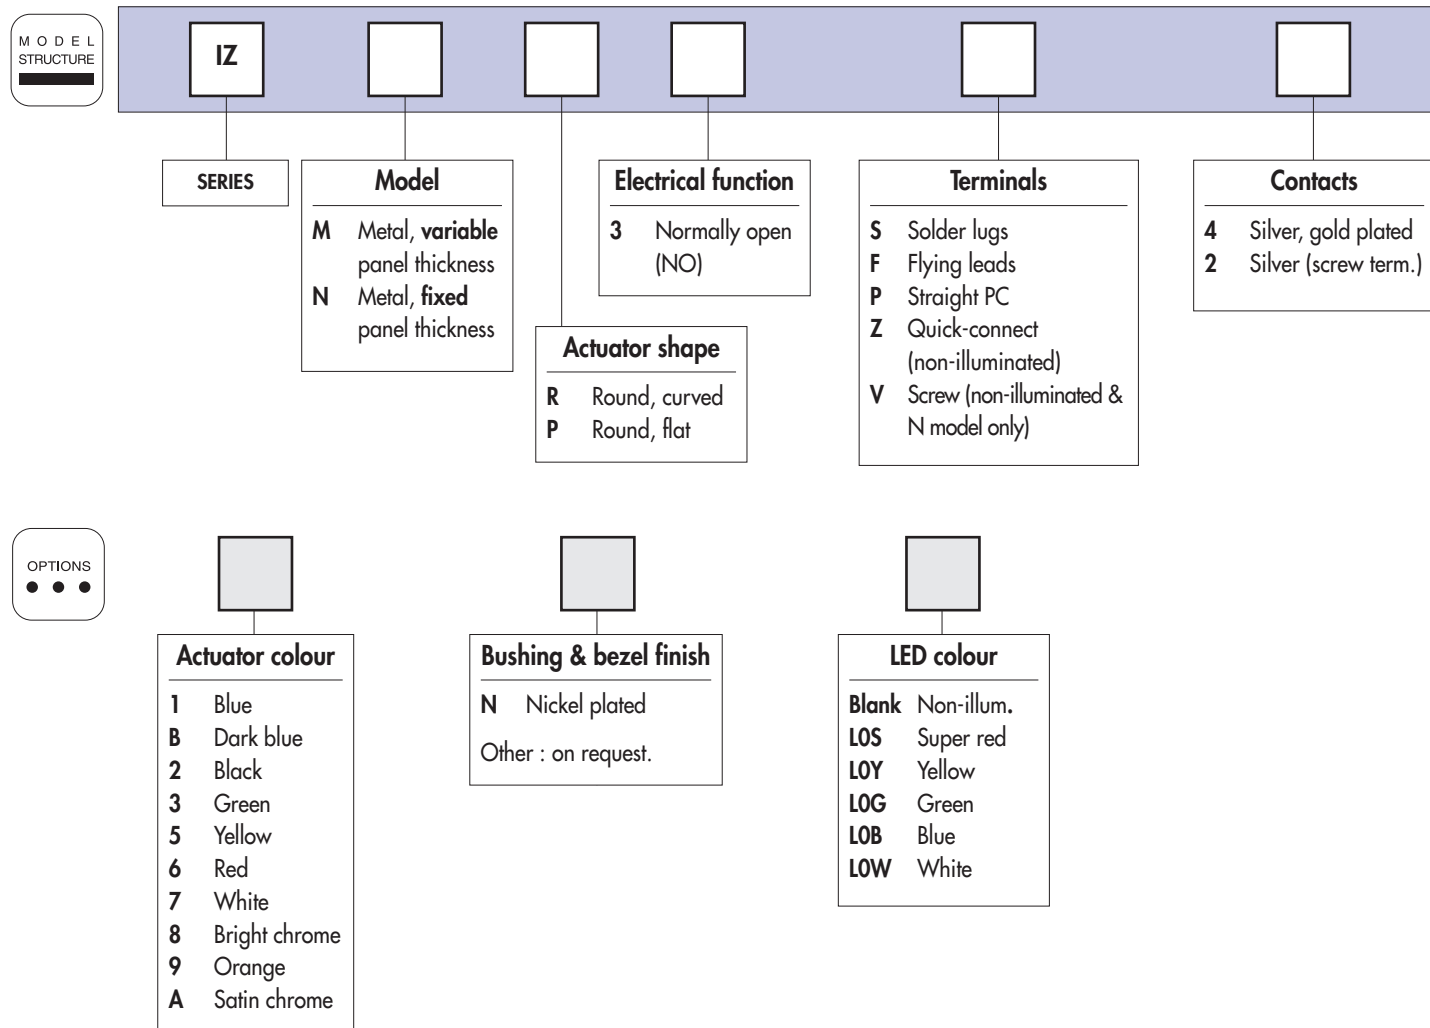 MODEL
STRUCTURE
IZ
SERIES
Model
M Metal, variable
panel thickness
N Metal, fixed
panel thickness
Actuator shape
R Round, curved
P Round, flat
Electrical function
3 Normally open
(NO)
Terminals
S Solder lugs
F Flying leads
P Straight PC
Z Quick-connect
(non-illuminated)
V Screw (non-illuminated &
N model only)
Contacts
4 Silver, gold plated
2 Silver (screw term.)
OPTIONS
Actuator colour
1 Blue
B Dark blue
2 Black
3 Green
5 Yellow
6 Red
7 White
8 Bright chrome
9 Orange
A Satin chrome
Bushing & bezel finish
N Nickel plated
Other : on request.
LED colour
Blank Non-illum.
L0S Super red
L0Y Yellow
L0G Green
L0B Blue
L0W White